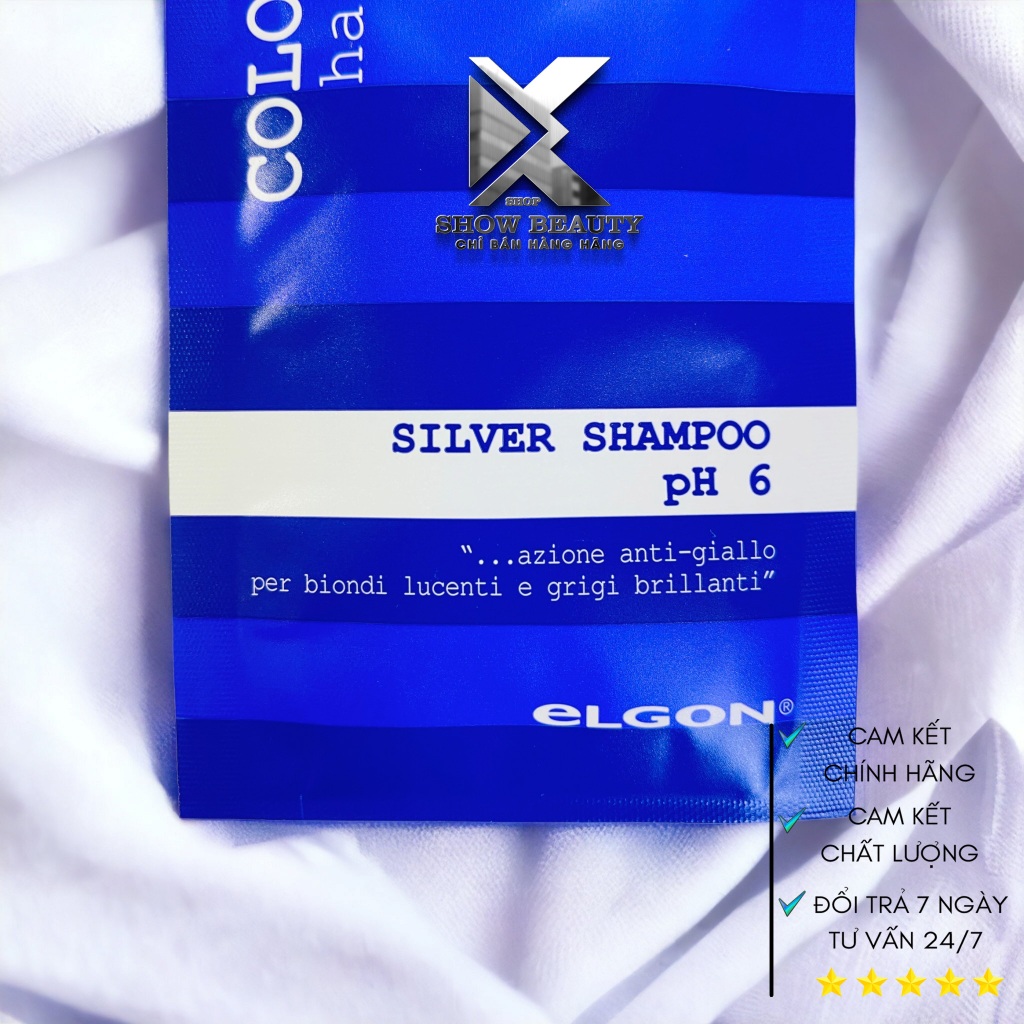 COLO
ha
SHOP
SHOW BEAUTY
CHỈ BÁN HÀNG HÃNG
SILVER SHAMPOO
pH 6
“...azione anti-giallo
per biondi lucenti e grigi brillanti”
eLGON®
CAM KẾT
CHÍNH HÃNG
CAM KẾT
CHẤT LƯỢNG
ĐỔI TRẢ 7 NGÀY
TƯ VẤN 24/7